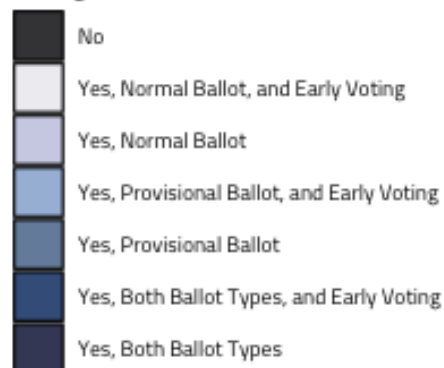 No
Yes, Normal Ballot, and Early Voting
Yes, Normal Ballot
Yes, Provisional Ballot, and Early Voting
Yes, Provisional Ballot
Yes, Both Ballot Types, and Early Voting
Yes, Both Ballot Types